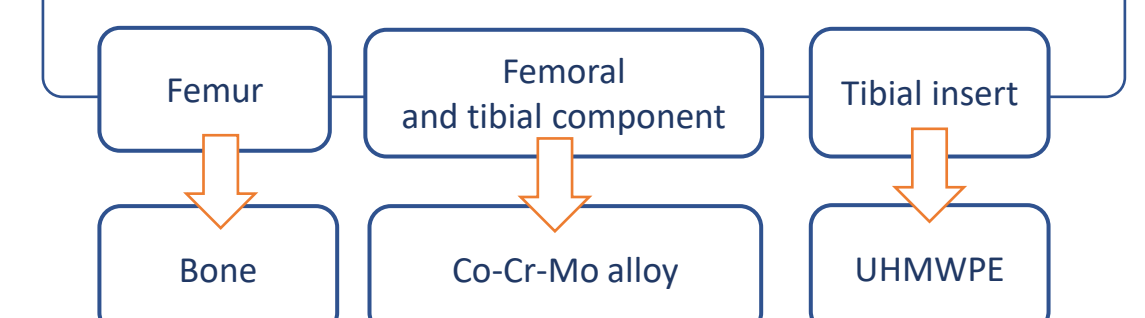 Femur
Femoral
and tibial component
Tibial insert
Bone
Co-Cr-Mo alloy
UHMWPE